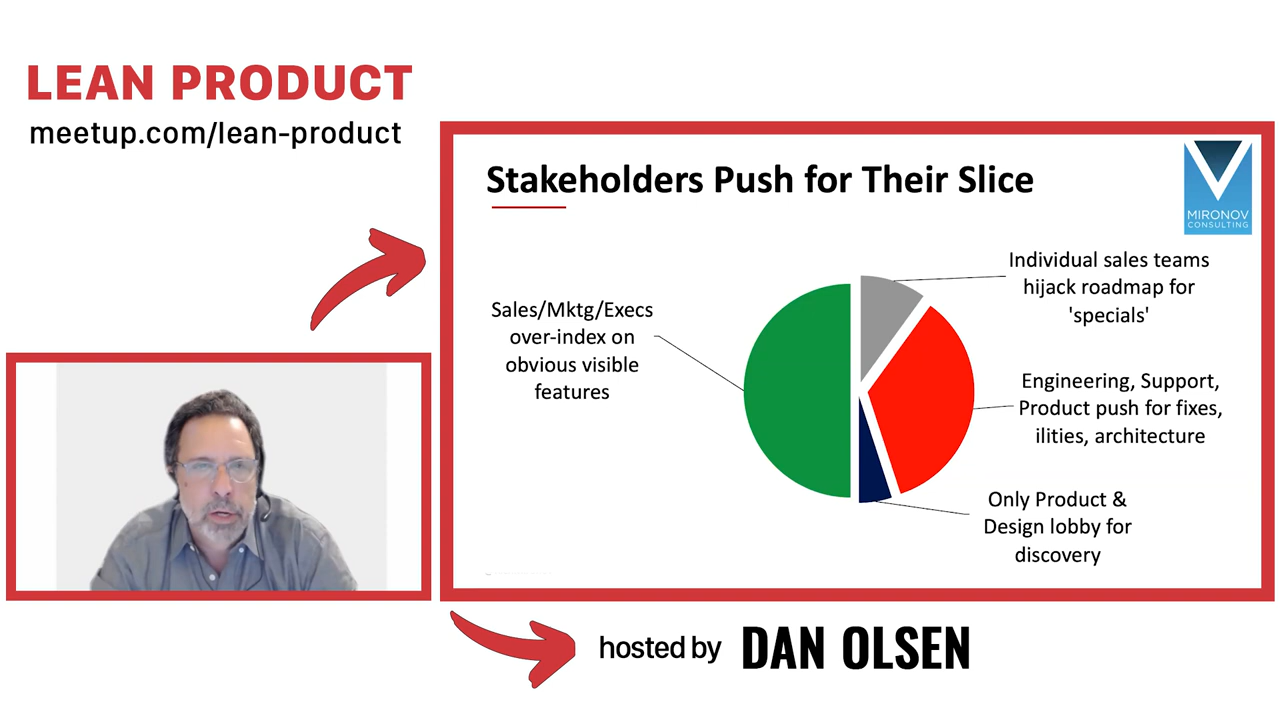 LEAN PRODUCT
meetup.com/lean-product
Stakeholders Push for Their Slice
MIRONOV
CONSULTING
Sales/Mktg/Execs
over-index on
obvious visible
features
Individual sales teams
hijack roadmap for
'specials'
Engineering, Support,
Product push for fixes,
ilities, architecture
Only Product &
Design lobby for
discovery
hosted by DAN OLSEN